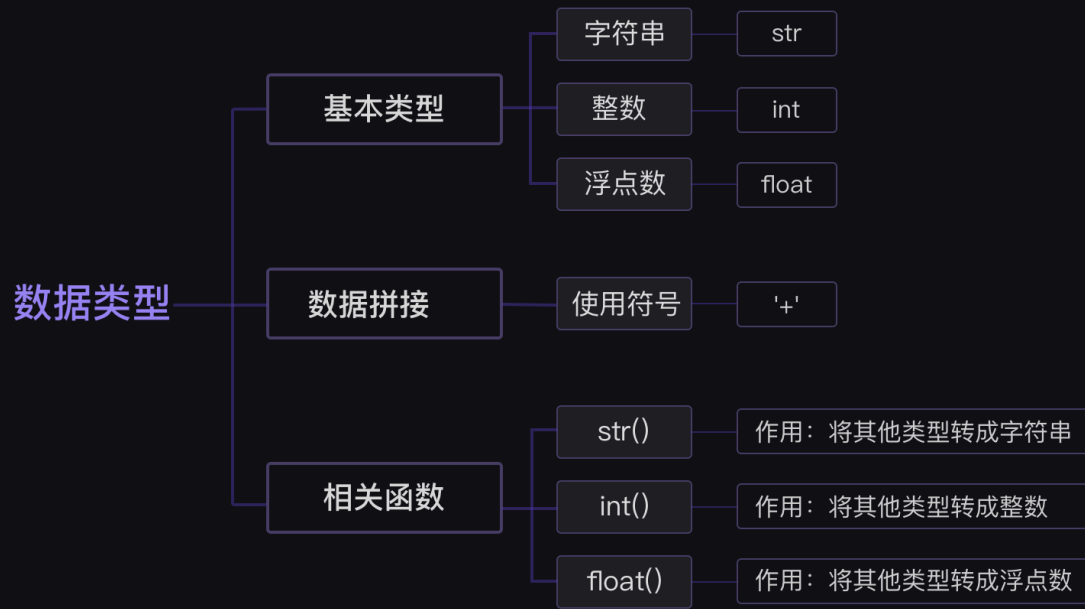 数据类型
基本类型
字符串
str
整数
int
浮点数
float
数据拼接
使用符号
'+'
相关函数
str()
作用：将其他类型转成字符串
int()
作用：将其他类型转成整数
float()
作用：将其他类型转成浮点数